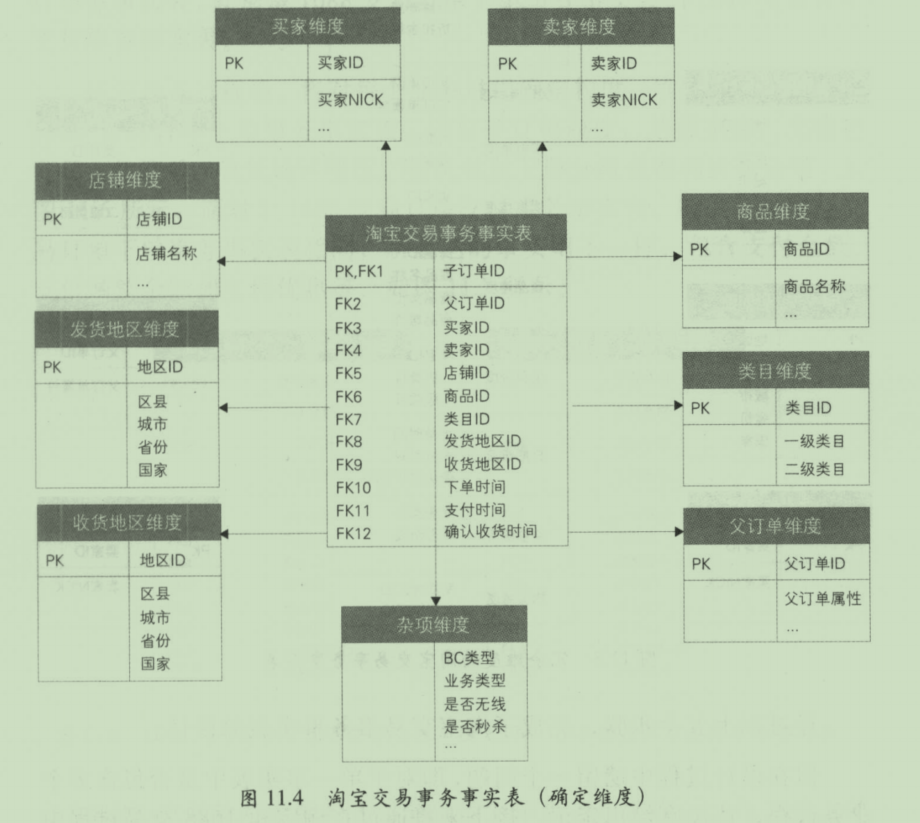 买家维度
PK 买家ID
买家NICK
...
卖家维度
PK 卖家ID
卖家NICK
...
店铺维度
PK 店铺ID
店铺名称
...
淘宝交易事务事实表
PK,FK1 子订单ID
FK2 父订单ID
FK3 买家ID
FK4 卖家ID
FK5 店铺ID
FK6 商品ID
FK7 类目ID
FK8 发货地区ID
FK9 收货地区ID
FK10 下单时间
FK11 支付时间
FK12 确认收货时间
商品维度
PK 商品ID
商品名称
...
发货地区维度
PK 地区ID
区县
城市
省份
国家
类目维度
PK 类目ID
一级类目
二级类目
收货地区维度
PK 地区ID
区县
城市
省份
国家
父订单维度
PK 父订单ID
父订单属性
...
杂项维度
BC类型
业务类型
是否无线
是否秒杀
...
图 11.4 淘宝交易事务事实表（确定维度）